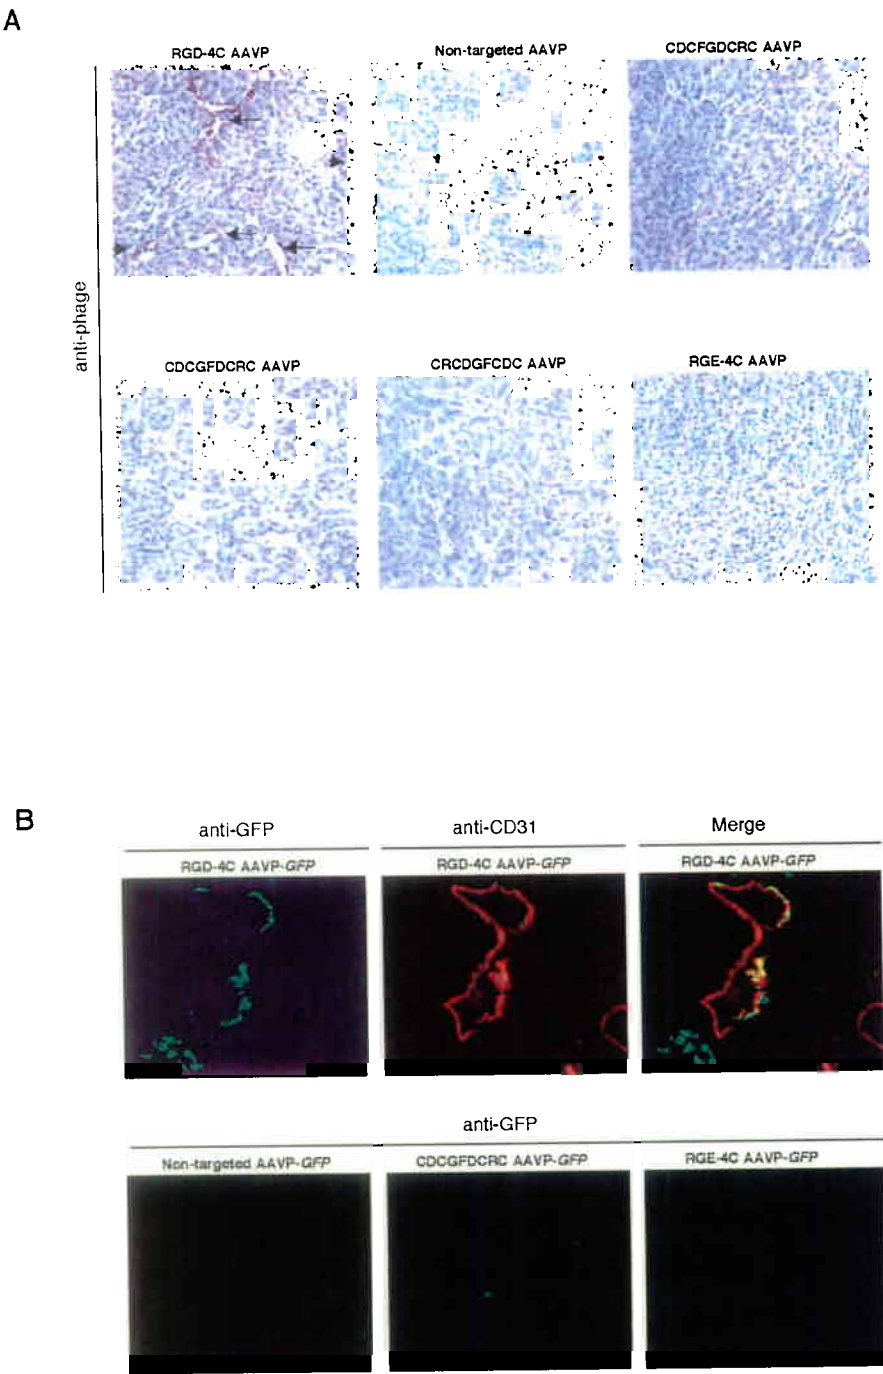 A
RGD-4C AAVP
Non-targeted AAVP
CDCFGDCRC AAVP
anti-phage
CDCGFDCRC AAVP
CRCDGFCDC AAVP
RGE-4C AAVP
B
anti-GFP
anti-CD31
Merge
RGD-4C AAVP-GFP
RGD-4C AAVP-GFP
RGD-4C AAVP-GFP
anti-GFP
Non-targeted AAVP-GFP
CDCGFDCRC AAVP-GFP
RGE-4C AAVP-GFP